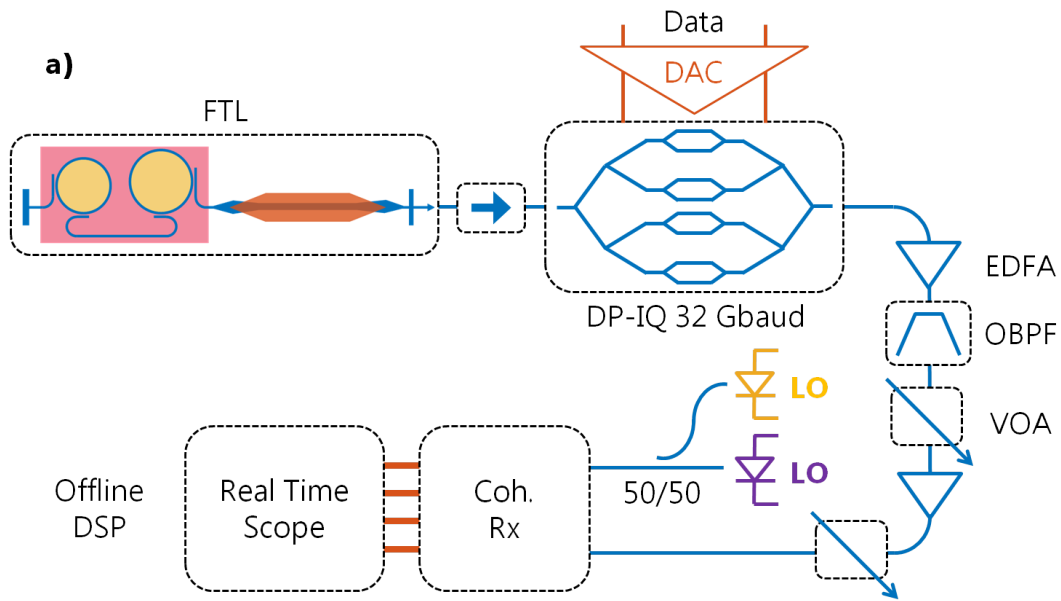 a)
Data
DAC
FTL
DP-IQ 32 Gbaud
EDFA
OBPF
VOA
LO
LO
50/50
Offline
DSP
Real Time
Scope
Coh.
Rx